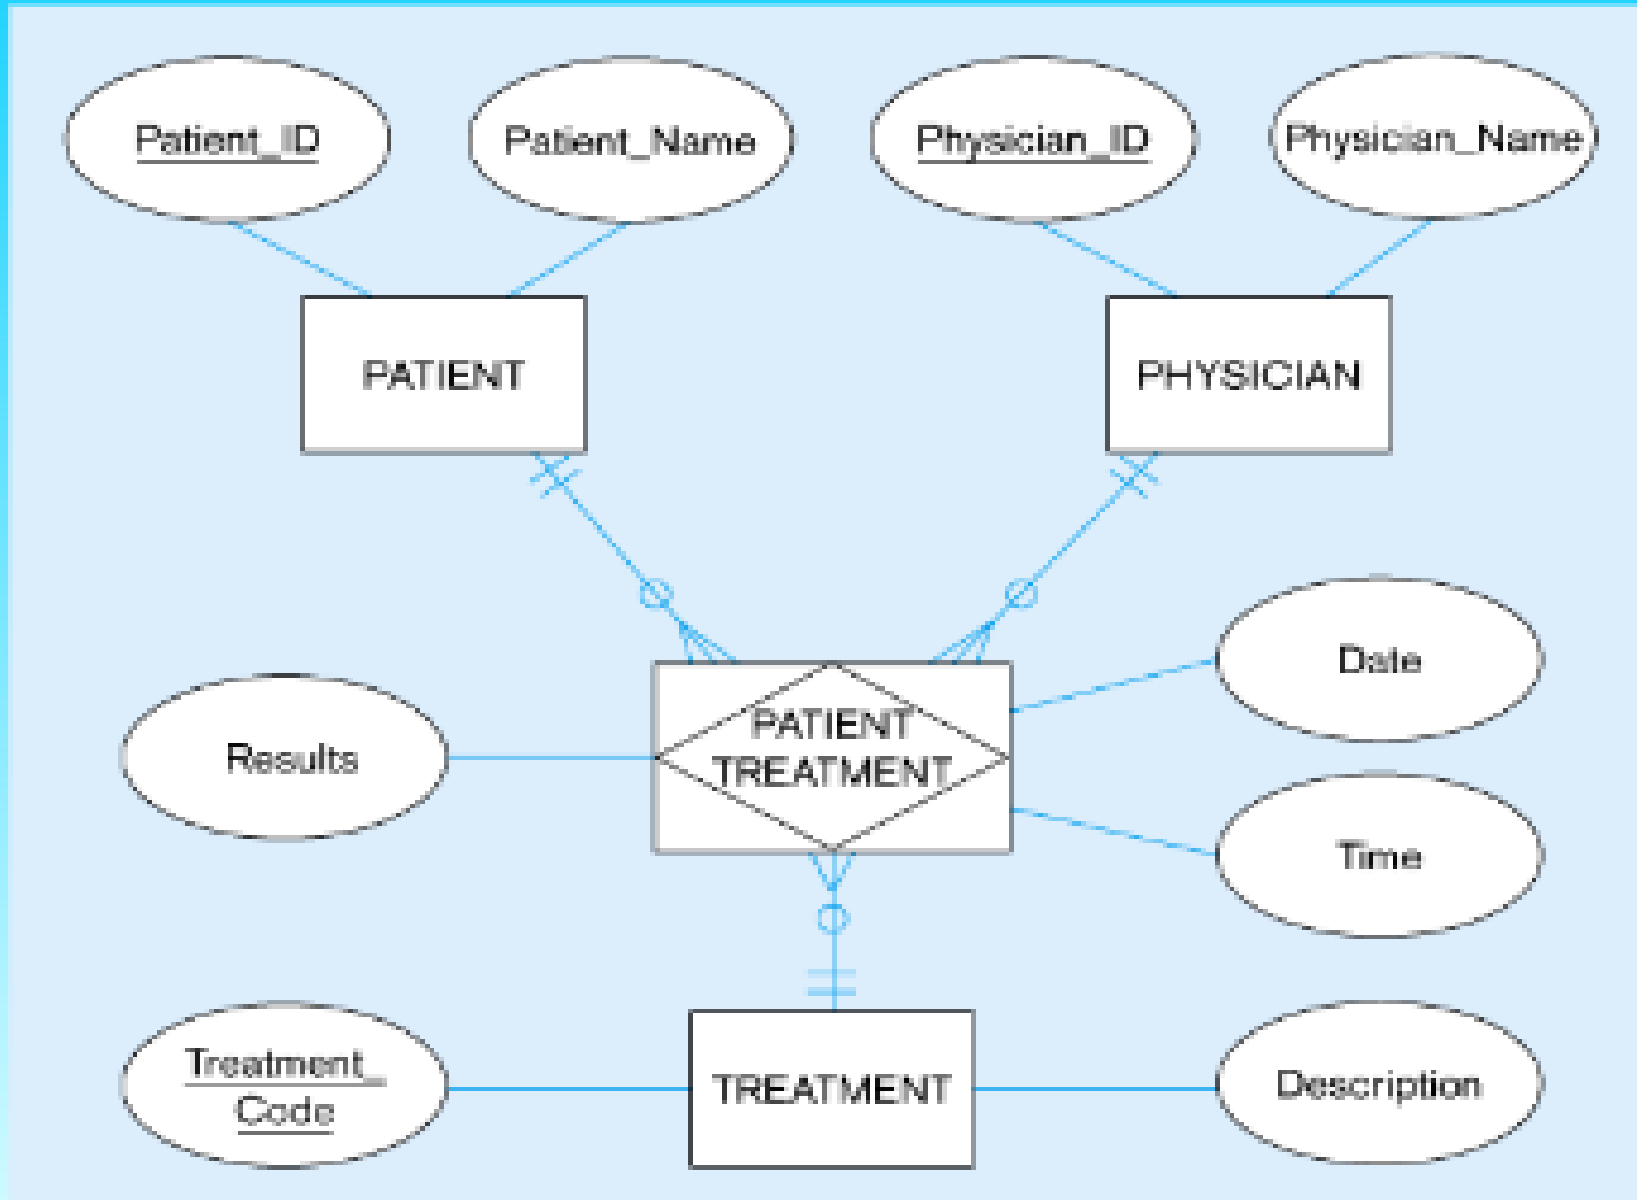 Patient_ID
Patient_Name
Physician_ID
Physician_Name
PATIENT
PHYSICIAN
Date
Results
PATIENT
TREATMENT
Time
Treatment_
Code
TREATMENT
Description